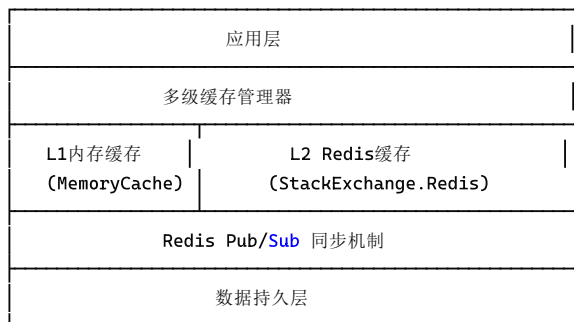 应用层
多级缓存管理器
L1内存缓存 L2 Redis缓存
(MemoryCache) (StackExchange.Redis)
Redis Pub/Sub 同步机制
数据持久层